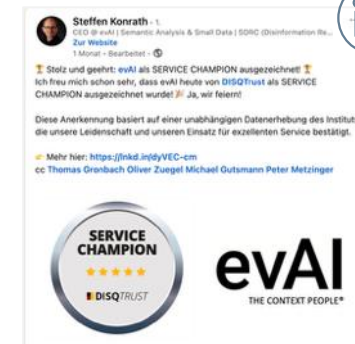 Steffen Konrath · 1.
CEO @ evAI | Semantic Analysis & Small Data | SORC (Disinformation Re...
Zur Website
1 Monat · Bearbeitet ·
🏆 Stolz und geehrt: evAI als SERVICE CHAMPION ausgezeichnet! 🏆
Ich freu mich schon sehr, dass evAI heute von DISQTrust als SERVICE
CHAMPION ausgezeichnet wurde! 🎉 Ja, wir feiern!
Diese Anerkennung basiert auf einer unabhängigen Datenerhebung des Institut
die unsere Leidenschaft und unseren Einsatz für exzellenten Service bestätigt.
👉 Mehr hier: https://lnkd.in/dyVEC-cm
cc Thomas Gronbach Oliver Zuegel Michael Gutsmann Peter Metzinger
SERVICE
CHAMPION
DISQTRUST
evAI
THE CONTEXT PEOPLE®